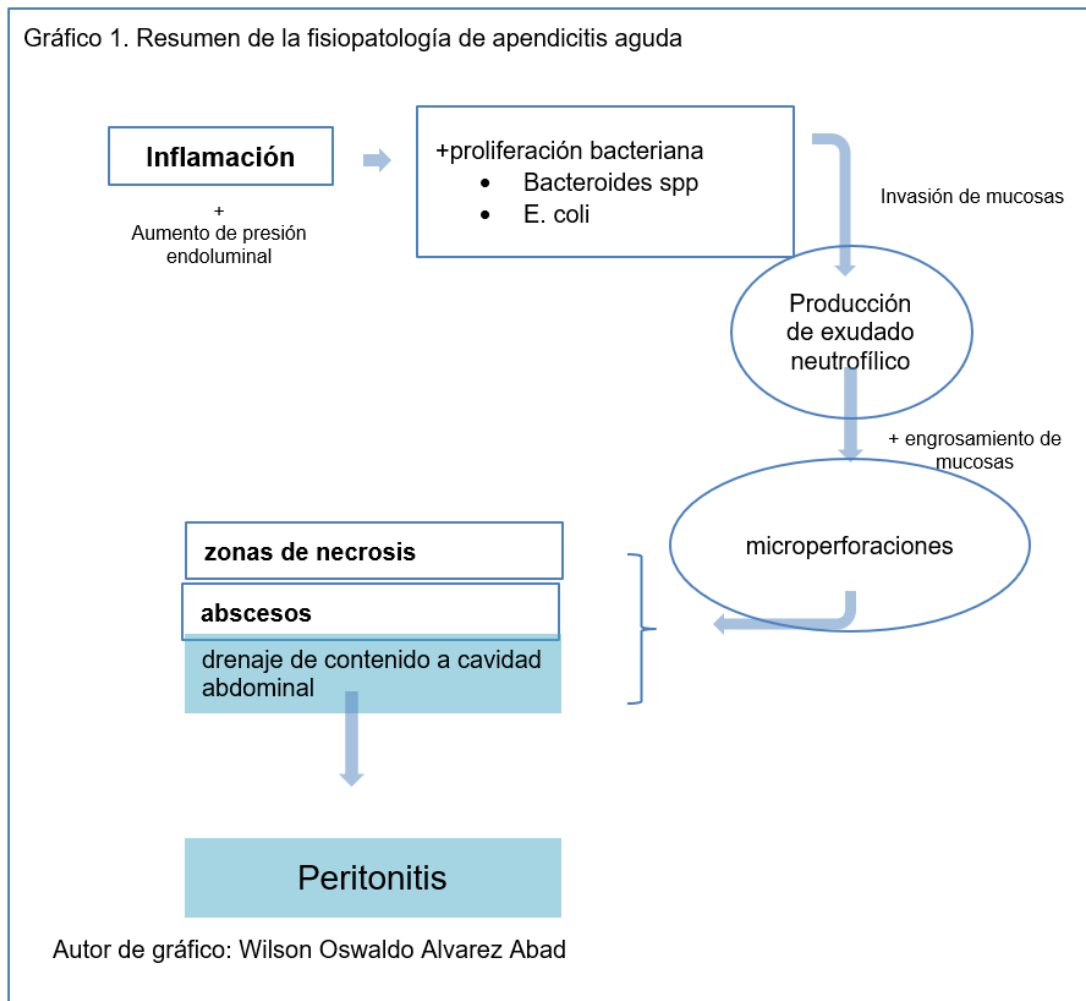 Gráfico 1. Resumen de la fisiopatología de apendicitis aguda
Inflamación
+
Aumento de presión
endoluminal
+proliferación bacteriana
• Bacteroides spp
• E. coli
Invasión de mucosas
Producción
de exudado
neutrofílico
+ engrosamiento de
mucosas
microperforaciones
zonas de necrosis
abscesos
drenaje de contenido a cavidad
abdominal
Peritonitis
Autor de gráfico: Wilson Oswaldo Alvarez Abad